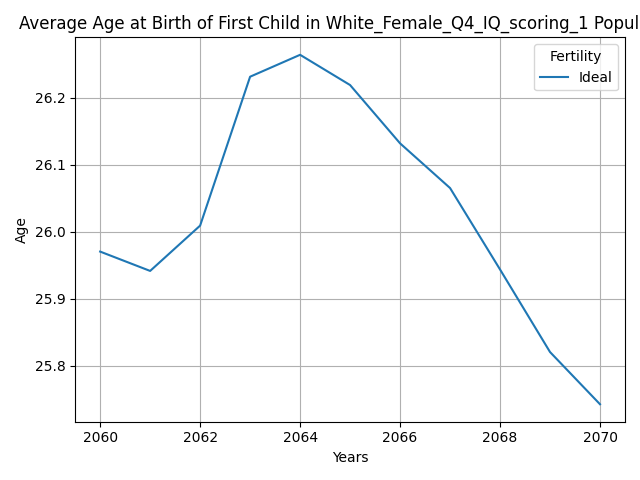 Average Age at Birth of First Child in White_Female_Q4_IQ_scoring_1 Popul
Fertility
Ideal
26.2
26.1
26.0
25.9
25.8
Age
2060 2062 2064 2066 2068 2070
Years